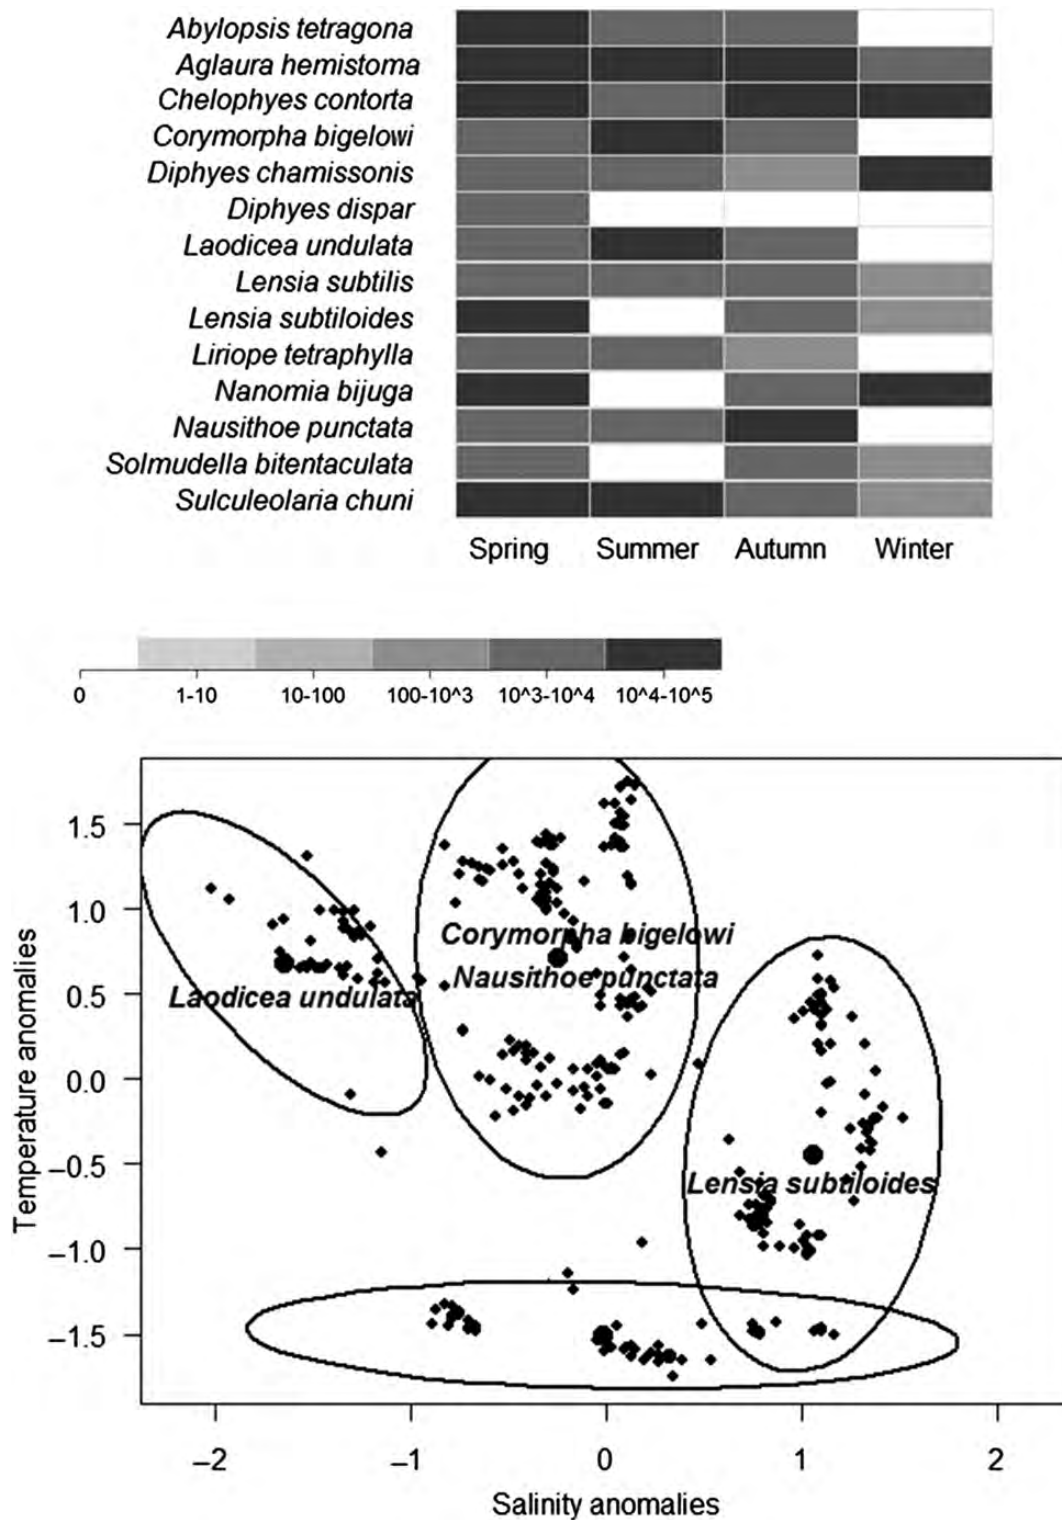 Abylopsis tetragona
Aglaura hemistoma
Chelophyes contorta
Corymorpha bigelowi
Diphyes chamissonis
Diphyes dispar
Laodicea undulata
Lensia subtilis
Lensia subtiloides
Liriope tetraphylla
Nanomia bijuga
Nausithoe punctata
Solmudella bitentaculata
Sulculeolaria chuni
Spring Summer Autumn Winter
0 1-10 10-100 100-10^3 10^3-10^4 10^4-10^5
Temperature anomalies
1.5
1.0
0.5
0.0
−0.5
−1.0
−1.5
Corymorpha bigelowi
Nausithoe punctata
Laodicea undulata
Lensia subtiloides
−2 −1 0 1 2
Salinity anomalies